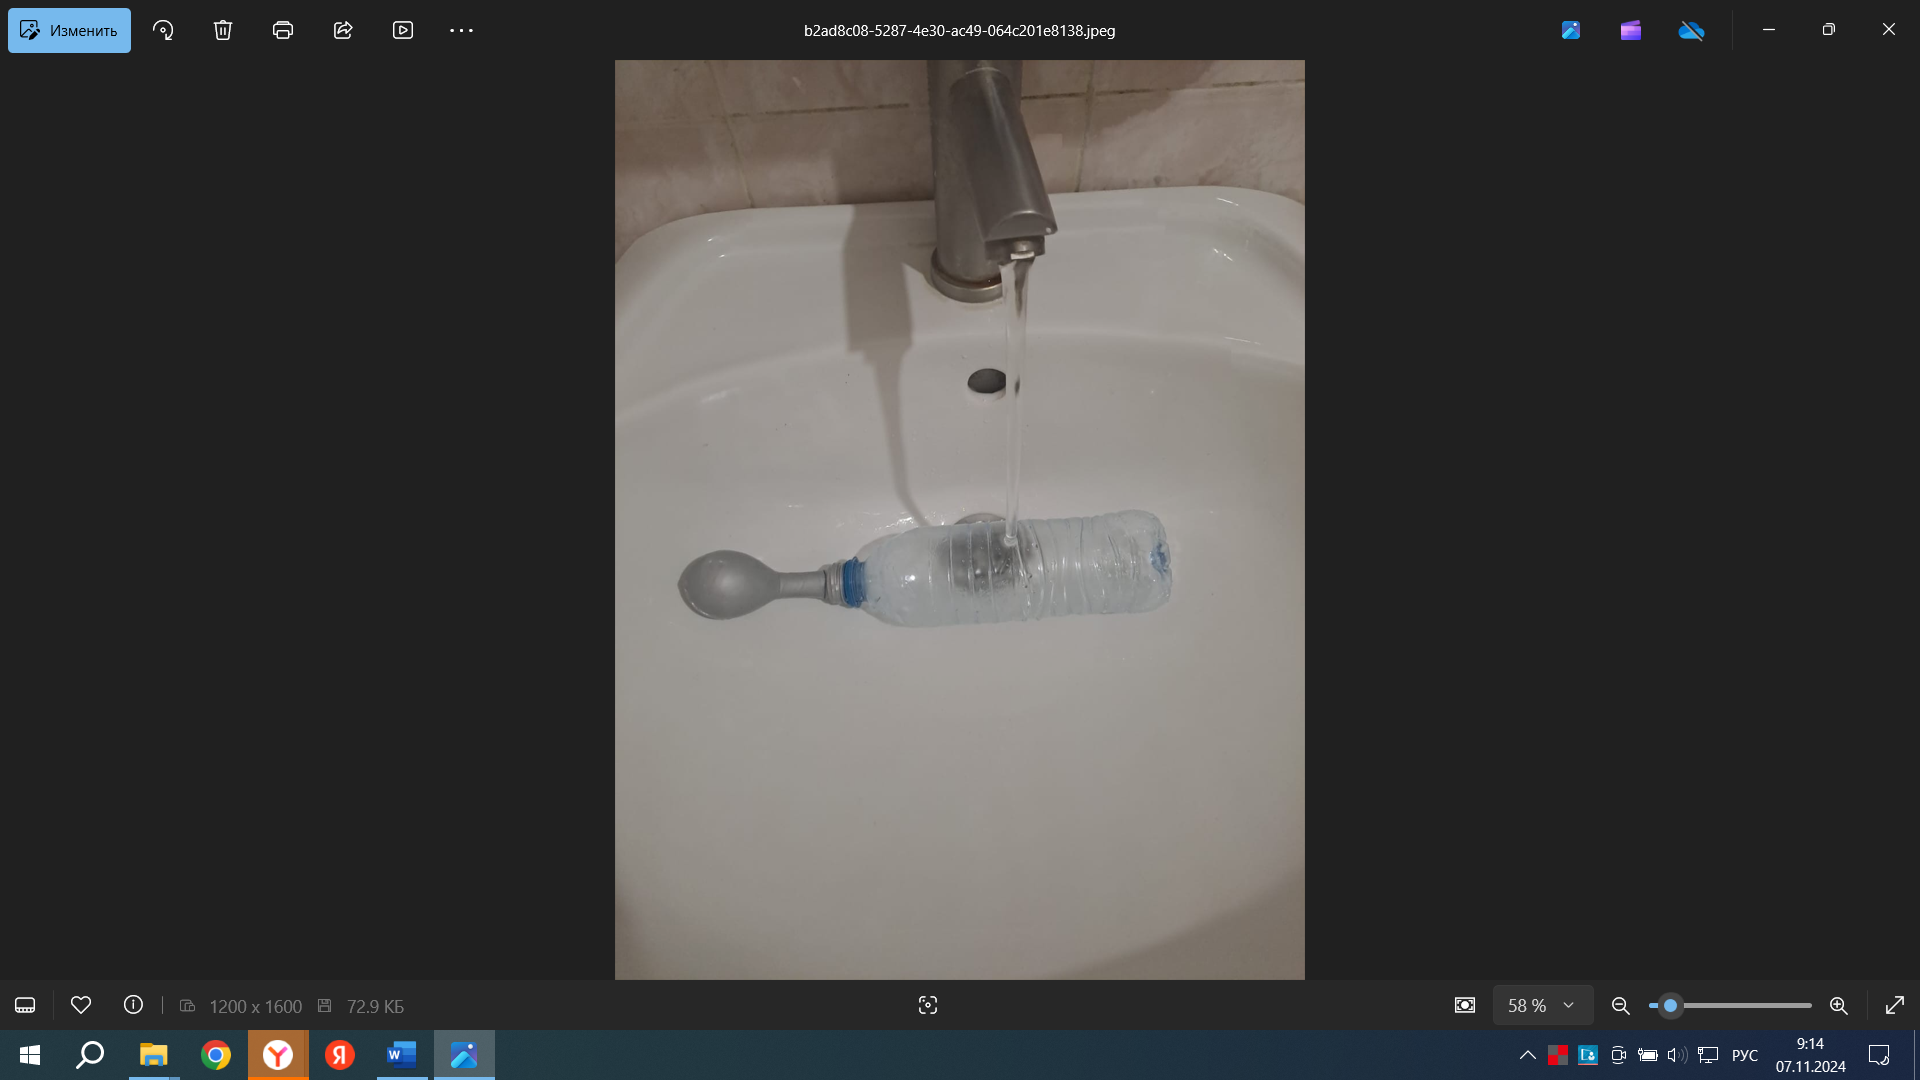 Изменить
b2ad8c08-5287-4e30-ac49-064c201e8138.jpeg
1200 x 1600
72.9 КБ
58 %
РУС
9:14
07.11.2024